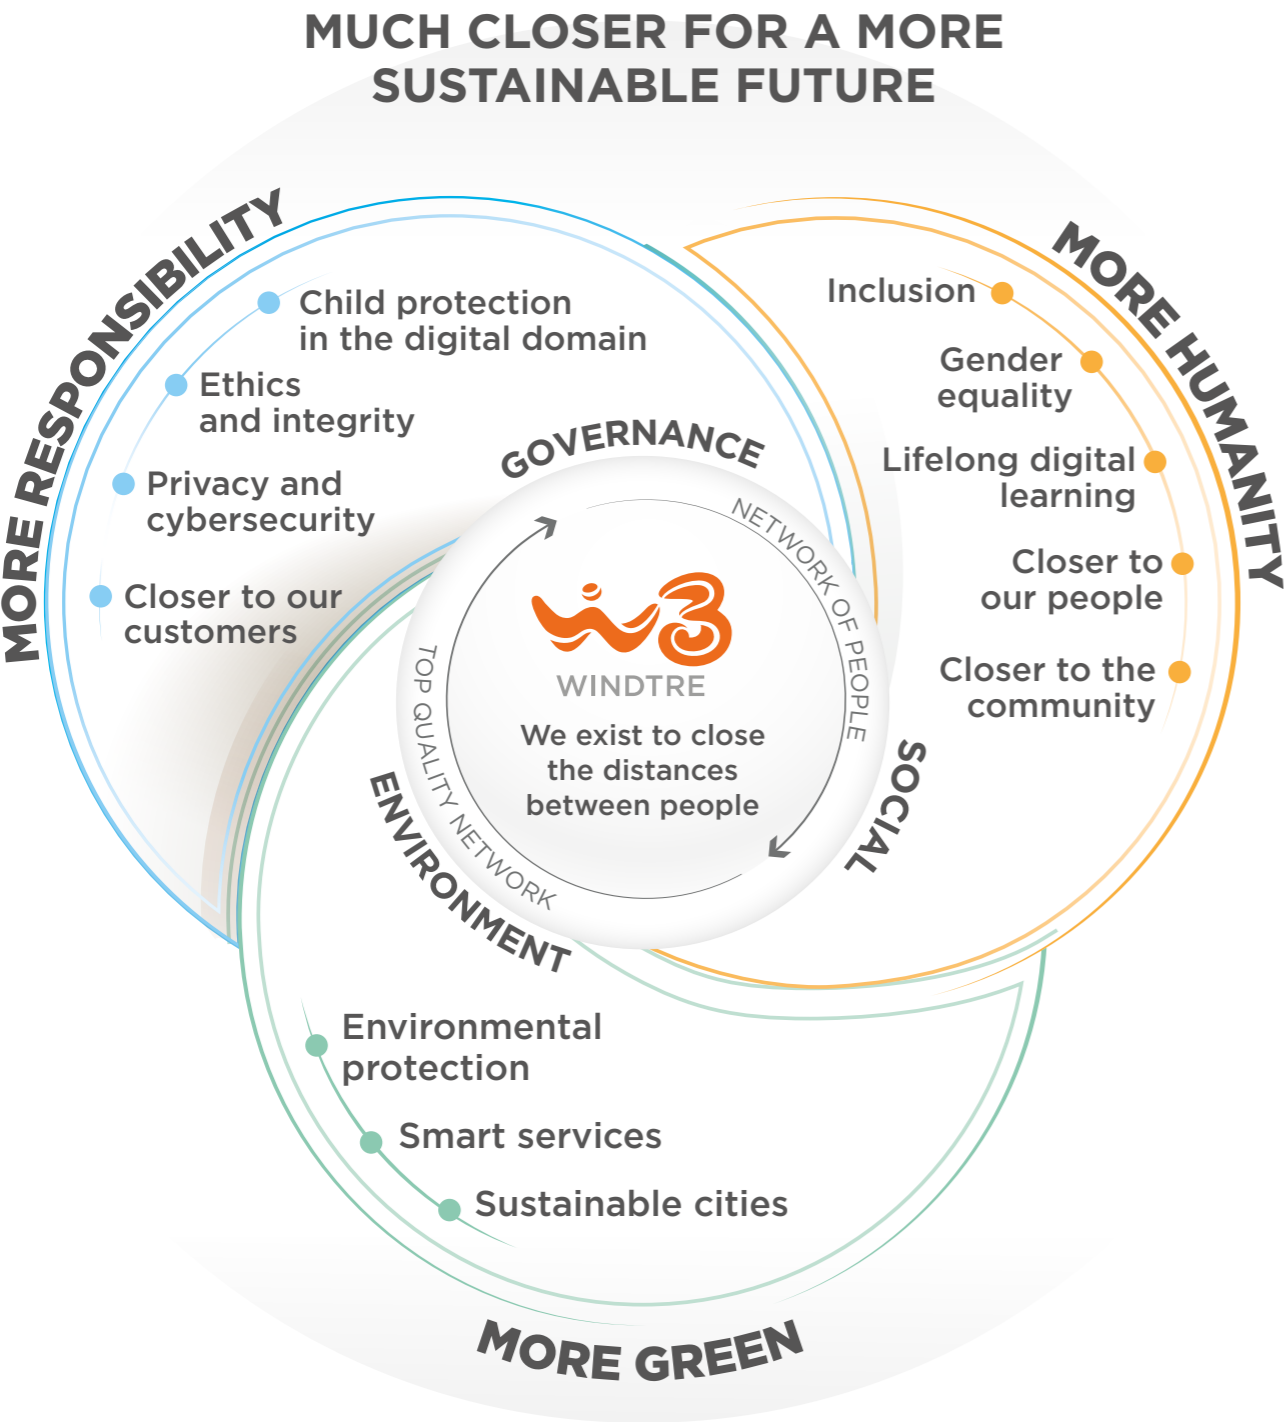 MUCH CLOSER FOR A MORE
SUSTAINABLE FUTURE
MORE RESPONSIBILITY
Child protection
in the digital domain
Ethics
and integrity
Privacy and
cybersecurity
Closer to our
customers
MORE HUMANITY
Inclusion
Gender
equality
Lifelong digital
learning
Closer to
our people
Closer to the
community
GOVERNANCE
NETWORK OF PEOPLE
SOCIAL
TOP QUALITY NETWORK
ENVIRONMENT
WINDTRE
We exist to close
the distances
between people
Environmental
protection
Smart services
Sustainable cities
MORE GREEN